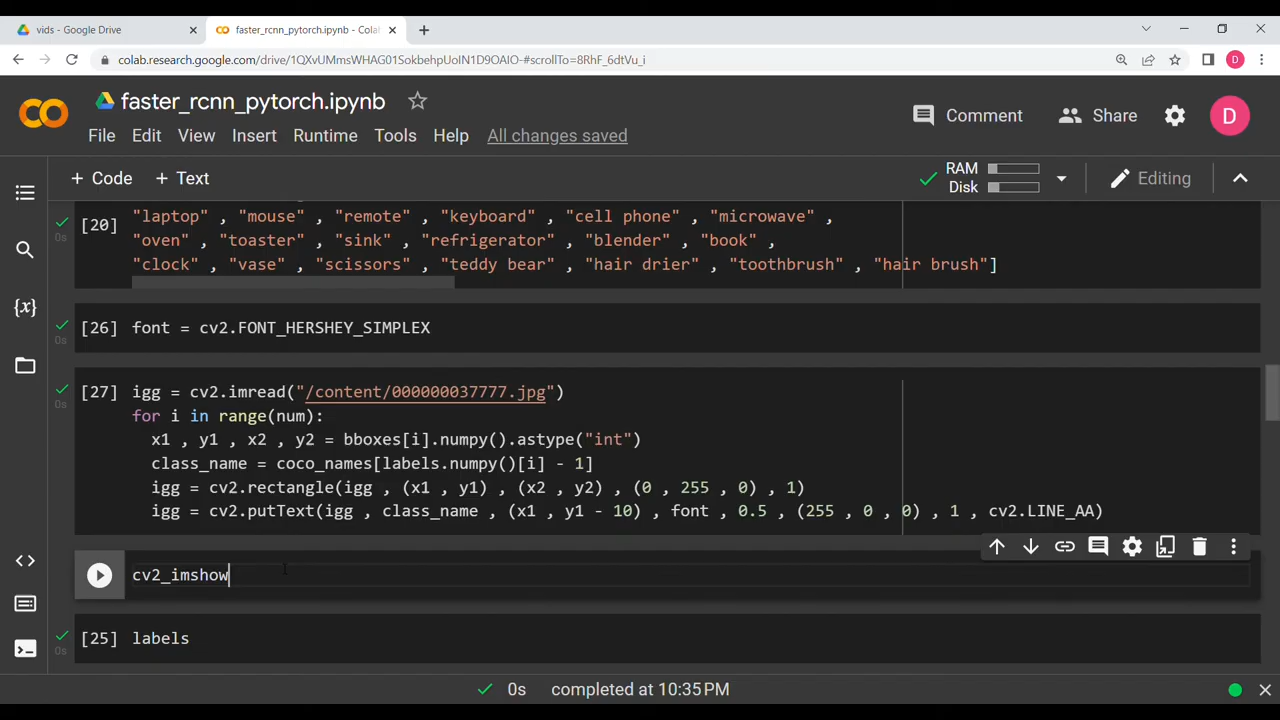 vids - Google Drive
faster_rcnn_pytorch.ipynb - Colab
colab.research.google.com/drive/1QXvUMmsWHAG01SokbehpUoIN1D9OAIO-#scrollTo=8RhF_6dtVu_i
D
faster_rcnn_pytorch.ipynb
Comment
Share
D
File Edit View Insert Runtime Tools Help All changes saved
+ Code + Text
RAM
Disk
Editing
[20]
0s
"laptop" , "mouse" , "remote" , "keyboard" , "cell phone" , "microwave" ,
"oven" , "toaster" , "sink" , "refrigerator" , "blender" , "book" ,
"clock" , "vase" , "scissors" , "teddy bear" , "hair drier" , "toothbrush" , "hair brush"]
[26] font = cv2.FONT_HERSHEY_SIMPLEX
0s
[27] igg = cv2.imread("/content/000000037777.jpg")
0s
for i in range(num):
x1 , y1 , x2 , y2 = bboxes[i].numpy().astype("int")
class_name = coco_names[labels.numpy()[i] - 1]
igg = cv2.rectangle(igg , (x1 , y1) , (x2 , y2) , (0 , 255 , 0) , 1)
igg = cv2.putText(igg , class_name , (x1 , y1 - 10) , font , 0.5 , (255 , 0 , 0) , 1 , cv2.LINE_AA)
cv2_imshow
[25] labels
0s
0s completed at 10:35 PM